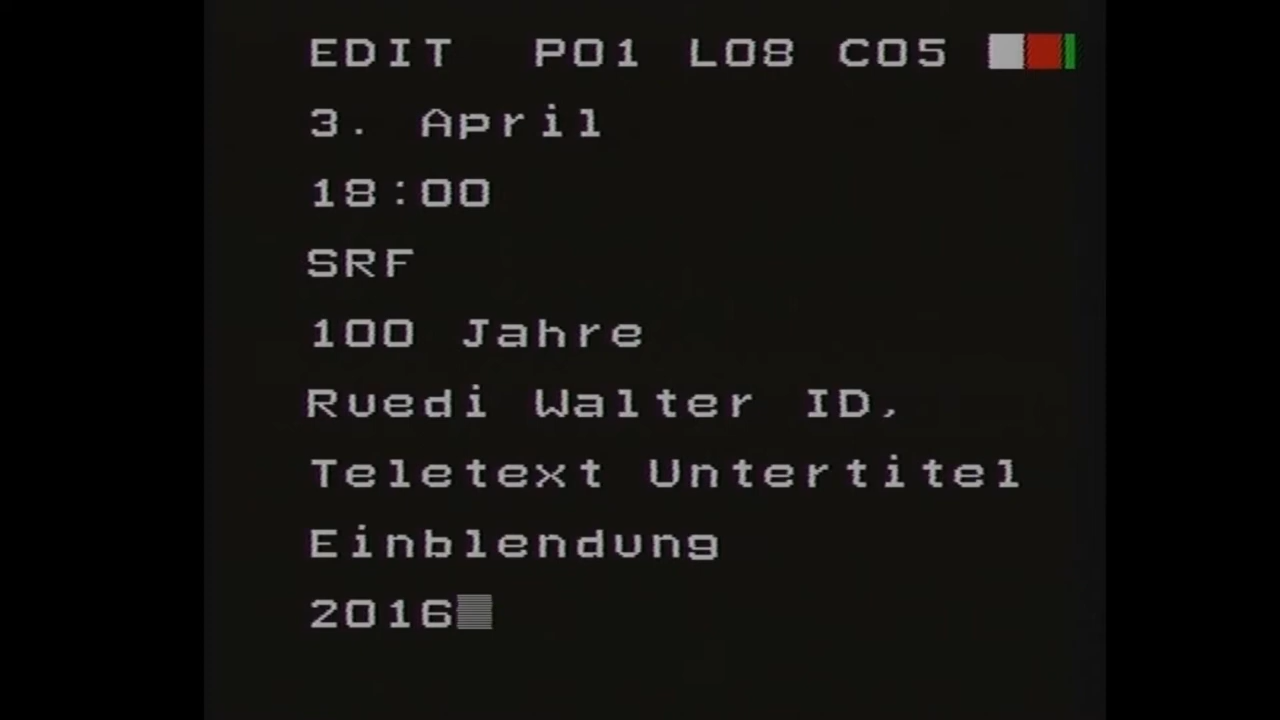 EDIT P01 L08 C05
3. April
18:00
SRF
100 Jahre
Ruedi Walter ID,
Teletext Untertitel
Einblendung
2016